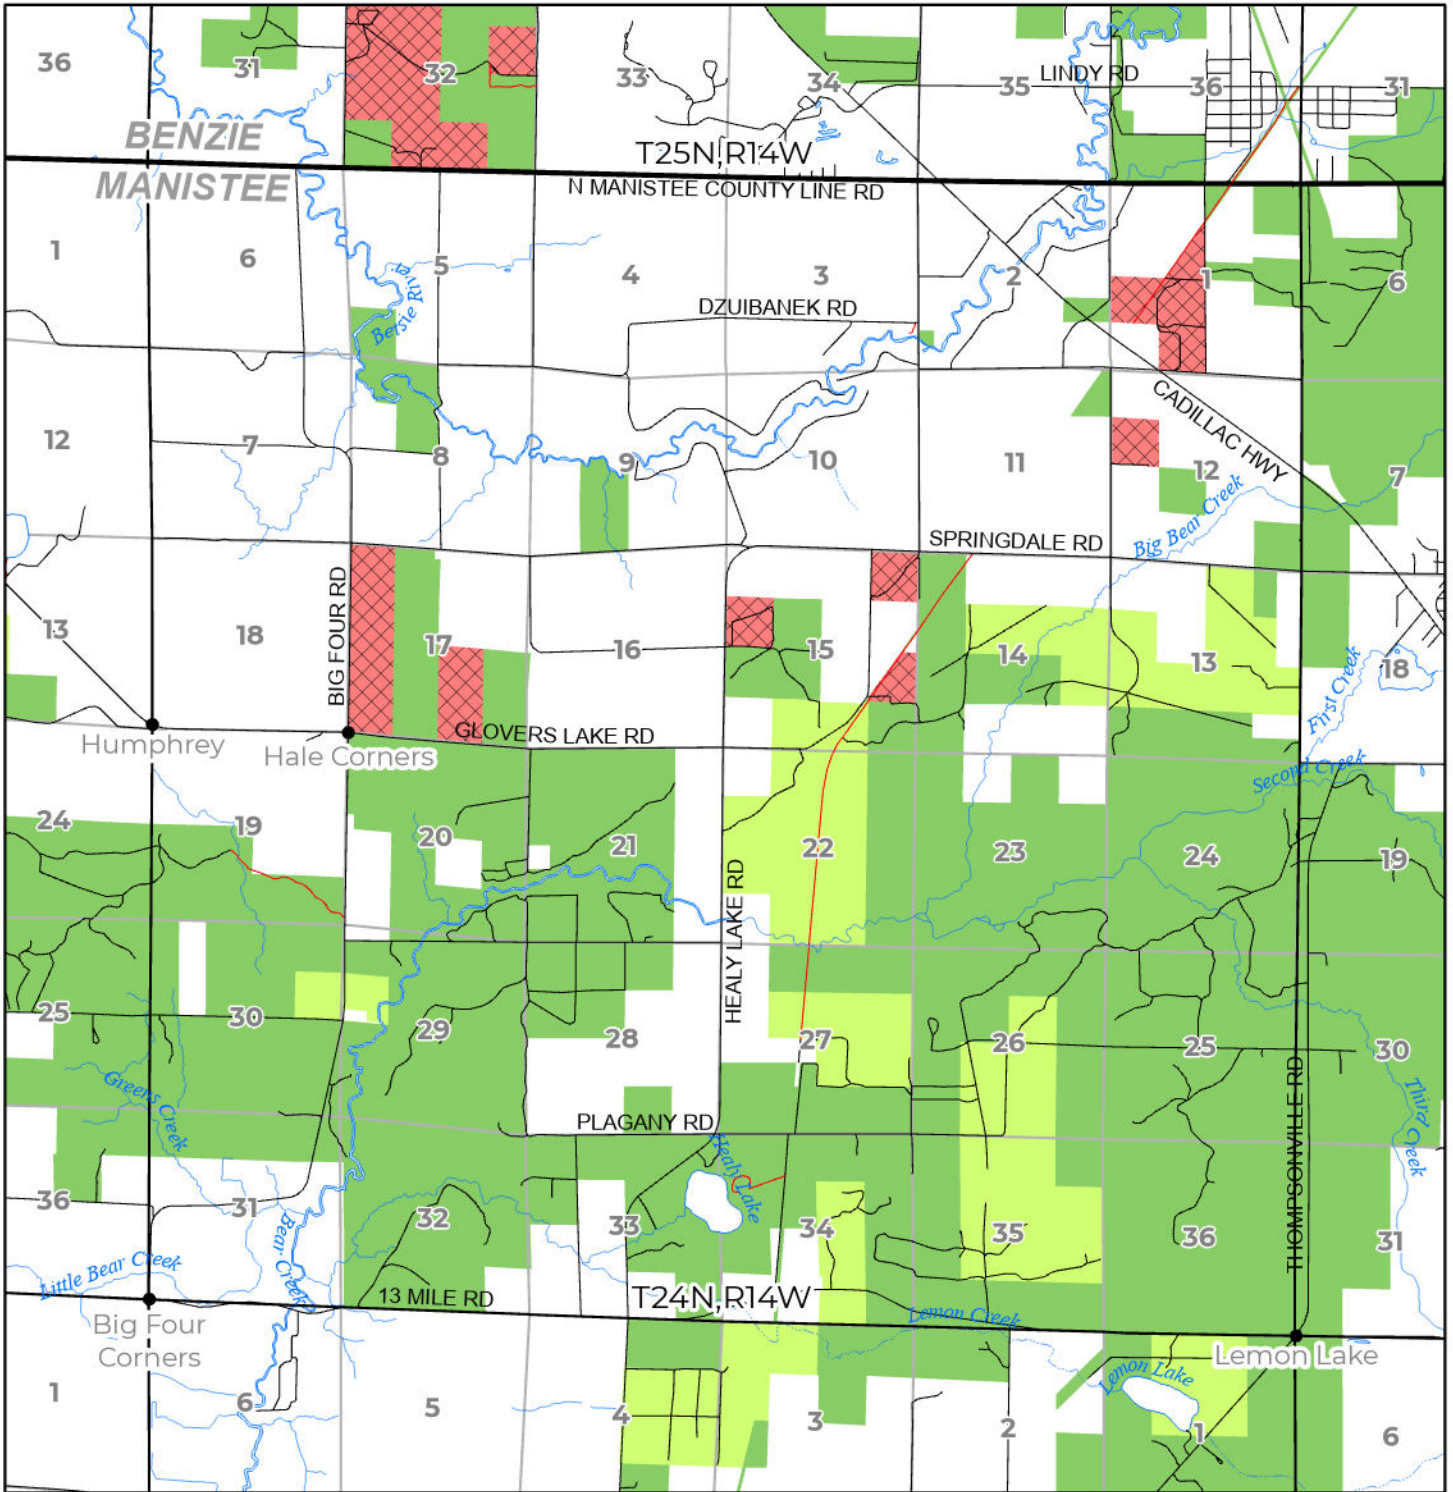 36
31
32
33
34
35
LINDY RD
36
31
BENZIE
T25N,R14W
MANISTEE
N MANISTEE COUNTY LINE RD
1
6
5
4
3
2
1
6
Betsie River
DZUIBANEK RD
CADILLAC HWY
12
7
8
9
10
11
12
7
Big Bear Creek
SPRINGDALE RD
BIG FOUR RD
13
18
17
16
15
14
13
18
First Creek
Humphrey
Hale Corners
GLOVERS LAKE RD
Second Creek
24
19
20
21
22
23
24
19
HEALY LAKE RD
25
30
29
28
27
26
25
30
THOMPSONVILLE RD
Greens Creek
Third Creek
PLAGANY RD
Healy Lake
36
31
32
33
34
35
36
31
Bear Creek
Little Bear Creek
13 MILE RD
T24N,R14W
Lemon Creek
Big Four
Corners
Lemon Lake
Lemon Lake
1
6
5
4
3
2
1
6